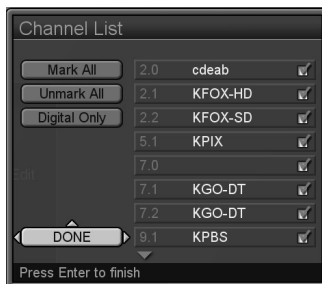 Channel List
Mark All
Unmark All
Digital Only
Edit
DONE
2.0 cdeab
2.1 KFOX-HD
2.2 KFOX-SD
5.1 KPIX
7.0
7.1 KGO-DT
7.2 KGO-DT
9.1 KPBS
Press Enter to finish